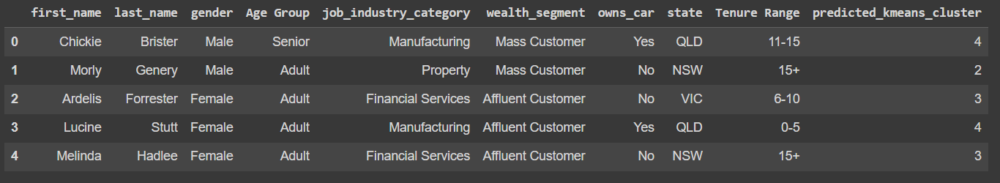 first_name last_name gender Age Group job_industry_category wealth_segment owns_car state Tenure Range predicted_kmeans_cluster
0 Chickie Brister Male Senior Manufacturing Mass Customer Yes QLD 11-15 4
1 Morly Genery Male Adult Property Mass Customer No NSW 15+ 2
2 Ardelis Forrester Female Adult Financial Services Affluent Customer No VIC 6-10 3
3 Lucine Stutt Female Adult Manufacturing Affluent Customer Yes QLD 0-5 4
4 Melinda Hadlee Female Adult Financial Services Affluent Customer No NSW 15+ 3